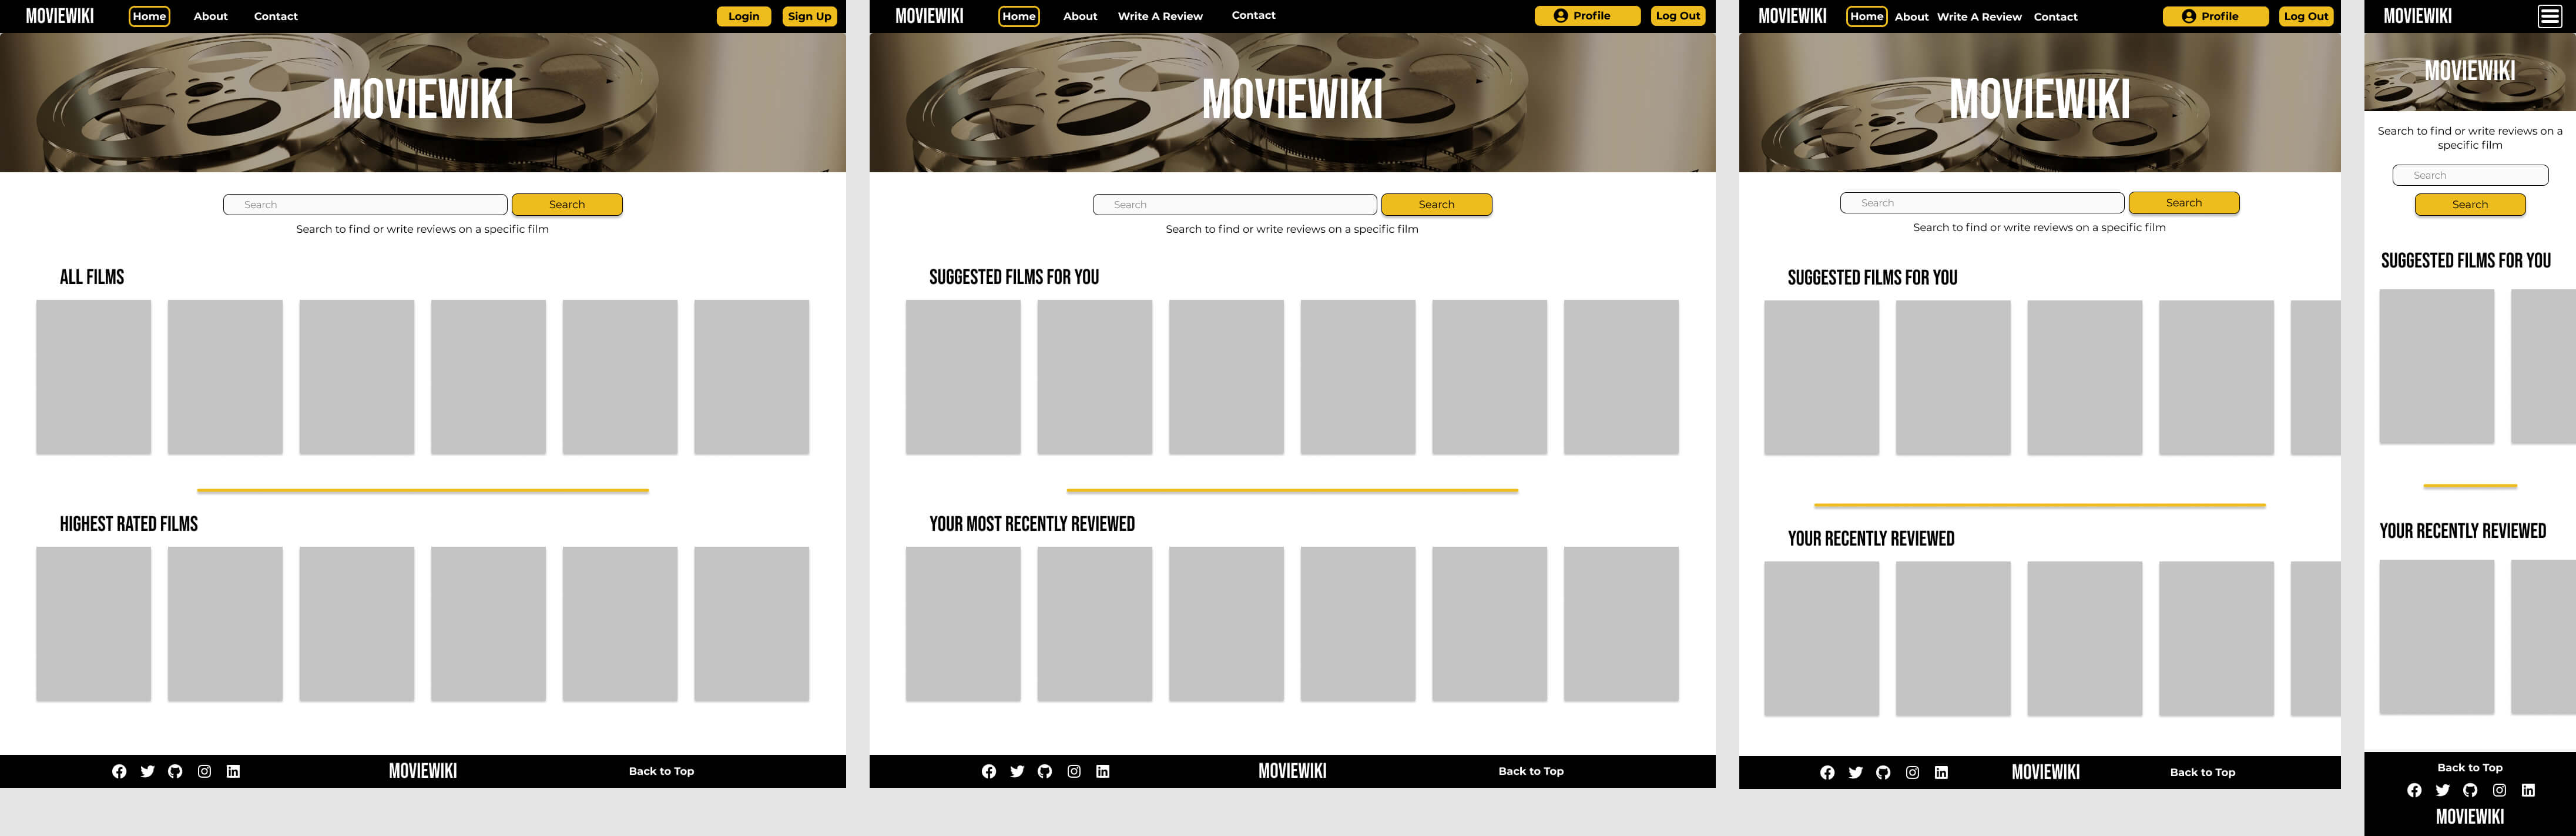 MOVIEWIKI Home About Contact Login Sign Up
MOVIEWIKI
Search Search
Search to find or write reviews on a specific film
ALL FILMS
HIGHEST RATED FILMS
MOVIEWIKI Back to Top
MOVIEWIKI Home About Write A Review Contact Profile Log Out
MOVIEWIKI
Search Search
Search to find or write reviews on a specific film
SUGGESTED FILMS FOR YOU
YOUR MOST RECENTLY REVIEWED
MOVIEWIKI Back to Top
MOVIEWIKI Home About Write A Review Contact Profile Log Out
MOVIEWIKI
Search Search
Search to find or write reviews on a specific film
SUGGESTED FILMS FOR YOU
YOUR RECENTLY REVIEWED
MOVIEWIKI Back to Top
MOVIEWIKI
MOVIEWIKI
Search to find or write reviews on a
specific film
Search
Search
SUGGESTED FILMS FOR YOU
YOUR RECENTLY REVIEWED
Back to Top
MOVIEWIKI